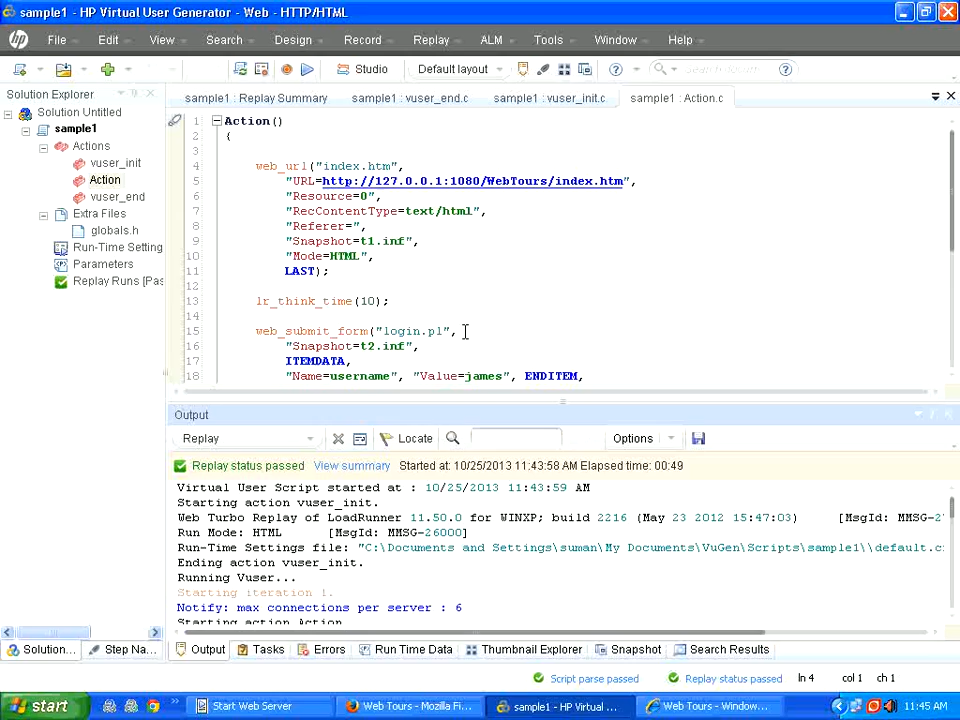 sample1 - HP Virtual User Generator - Web - HTTP/HTML
hp File Edit View Search Design Record Replay ALM Tools Window Help
Studio Default layout
Solution Explorer
Solution Untitled
sample1
Actions
vuser_init
Action
vuser_end
Extra Files
globals.h
Run-Time Setting
Parameters
Replay Runs [Pas
sample1 : Replay Summary sample1 : vuser_end.c sample1 : vuser_init.c sample1 : Action.c
1 Action()
2 {
3
4 web_url("index.htm",
5 "URL=http://127.0.0.1:1080/WebTours/index.htm",
6 "Resource=0",
7 "RecContentType=text/html",
8 "Referer=",
9 "Snapshot=t1.inf",
10 "Mode=HTML",
11 LAST);
12
13 lr_think_time(10);
14
15 web_submit_form("login.pl",
16 "Snapshot=t2.inf",
17 ITEMDATA,
18 "Name=username", "Value=james", ENDITEM,
Output
Replay Locate Options
Replay status passed View summary Started at: 10/25/2013 11:43:58 AM Elapsed time: 00:49
Virtual User Script started at : 10/25/2013 11:43:59 AM
Starting action vuser_init.
Web Turbo Replay of LoadRunner 11.50.0 for WINXP; build 2216 (May 23 2012 15:47:03) [MsgId: MMSG-2
Run Mode: HTML [MsgId: MMSG-26000]
Run-Time Settings file: "C:\Documents and Settings\suman\My Documents\VuGen\Scripts\sample1\\default.c
Ending action vuser_init.
Running Vuser...
Starting iteration 1.
Notify: max connections per server : 6
Starting action Action.
Solution... Step Na... Output Tasks Errors Run Time Data Thumbnail Explorer Snapshot Search Results
Script parse passed Replay status passed ln 4 col 1 ch 1
start Start Web Server Web Tours - Mozilla Fi... sample1 - HP Virtual ... Web Tours - Window... 11:45 AM